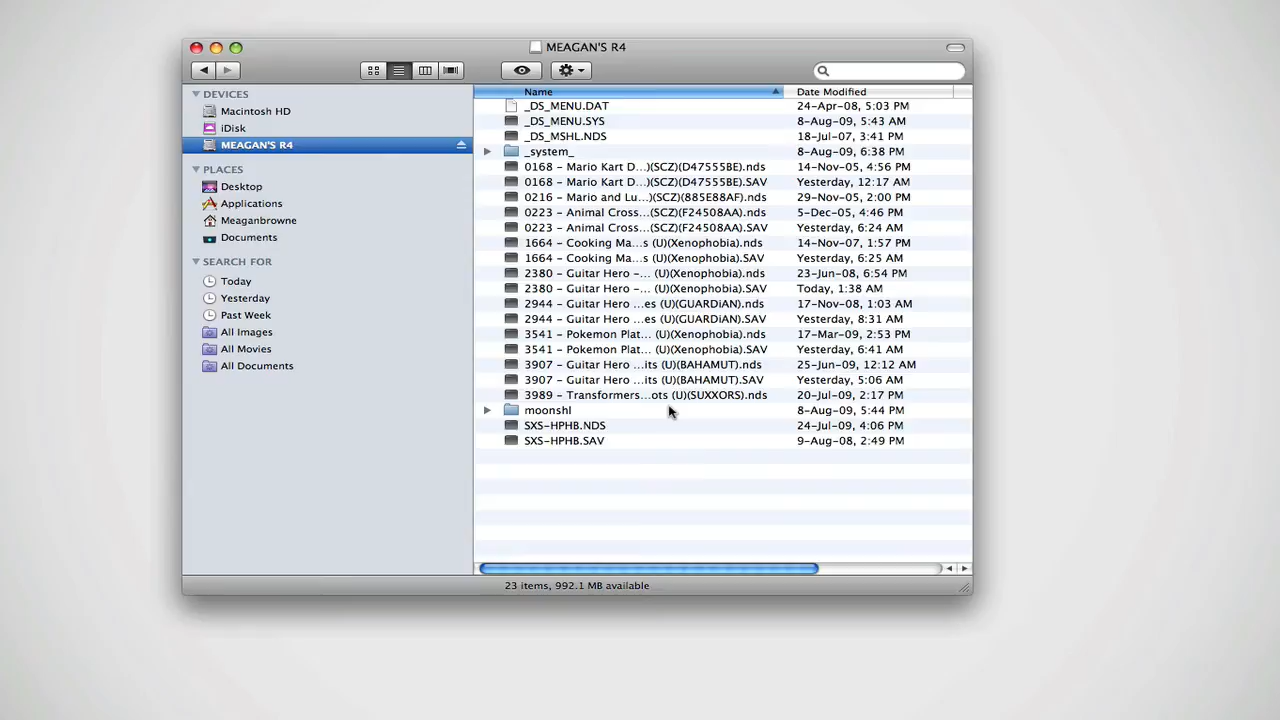 MEAGAN'S R4
DEVICES
Macintosh HD
iDisk
MEAGAN'S R4
PLACES
Desktop
Applications
Meaganbrowne
Documents
SEARCH FOR
Today
Yesterday
Past Week
All Images
All Movies
All Documents
Name Date Modified
_DS_MENU.DAT 24-Apr-08, 5:03 PM
_DS_MENU.SYS 8-Aug-09, 5:43 AM
_DS_MSHL.NDS 18-Jul-07, 3:41 PM
_system_ 8-Aug-09, 6:38 PM
0168 – Mario Kart D...)(SCZ)(D47555BE).nds 14-Nov-05, 4:56 PM
0168 – Mario Kart D...)(SCZ)(D47555BE).SAV Yesterday, 12:17 AM
0216 – Mario and Lu...)(SCZ)(885E88AF).nds 29-Nov-05, 2:00 PM
0223 – Animal Cross...(SCZ)(F24508AA).nds 5-Dec-05, 4:46 PM
0223 – Animal Cross...(SCZ)(F24508AA).SAV Yesterday, 6:24 AM
1664 – Cooking Ma...s (U)(Xenophobia).nds 14-Nov-07, 1:57 PM
1664 – Cooking Ma...s (U)(Xenophobia).SAV Yesterday, 6:25 AM
2380 – Guitar Hero –... (U)(Xenophobia).nds 23-Jun-08, 6:54 PM
2380 – Guitar Hero –... (U)(Xenophobia).SAV Today, 1:38 AM
2944 – Guitar Hero ...es (U)(GUARDiAN).nds 17-Nov-08, 1:03 AM
2944 – Guitar Hero ...es (U)(GUARDiAN).SAV Yesterday, 8:31 AM
3541 – Pokemon Plat... (U)(Xenophobia).nds 17-Mar-09, 2:53 PM
3541 – Pokemon Plat... (U)(Xenophobia).SAV Yesterday, 6:41 AM
3907 – Guitar Hero ...its (U)(BAHAMUT).nds 25-Jun-09, 12:12 AM
3907 – Guitar Hero ...its (U)(BAHAMUT).SAV Yesterday, 5:06 AM
3989 – Transformers...ots (U)(SUXXORS).nds 20-Jul-09, 2:17 PM
moonshl 8-Aug-09, 5:44 PM
SXS-HPHB.NDS 24-Jul-09, 4:06 PM
SXS-HPHB.SAV 9-Aug-08, 2:49 PM
23 items, 992.1 MB available